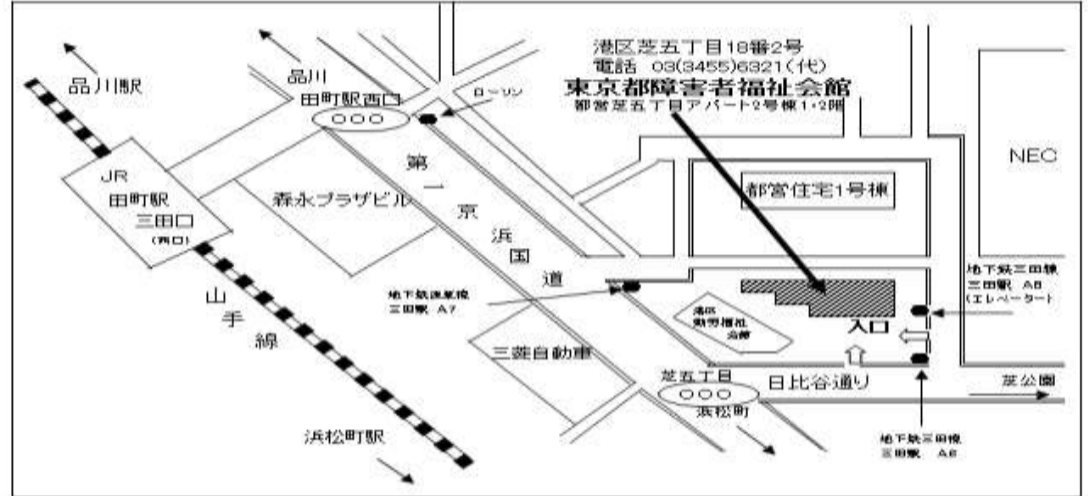 港区芝五丁目18番2号
電話 03(3455)6321(代)
東京都障害者福祉会館
都営芝五丁目アパート2号棟1・2階
品川駅
品川
田町駅西口
ローソン
JR
田町駅
三田口
(西口)
森永プラザビル
第一京浜国道
都営住宅1号棟
NEC
山手線
地下鉄浅草線
三田駅 A7
港区
勤労福祉
会館
入口
地下鉄三田線
三田駅 A8
(エレベーター)
三菱自動車
芝五丁目
日比谷通り
芝公園
浜松町
浜松町駅
地下鉄三田線
三田駅 A6